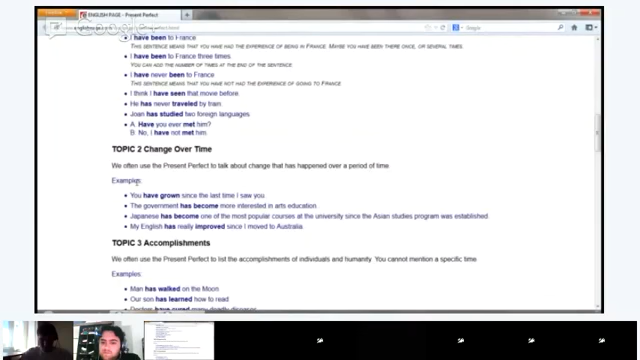 ENGLISH PAGE - Present Perfect
Google
I have been to France
THIS SENTENCE MEANS THAT YOU HAVE HAD THE EXPERIENCE OF BEING IN FRANCE. MAYBE YOU HAVE BEEN THERE ONCE, OR SEVERAL TIMES.
I have been to France three times
YOU CAN ADD THE NUMBER OF TIMES AT THE END OF THE SENTENCE.
I have never been to France
THIS SENTENCE MEANS THAT YOU HAVE NOT HAD THE EXPERIENCE OF GOING TO FRANCE
I think I have seen that move before.
He has never traveled by train
Joan has studied two foreign languages
A: Have you ever met him?
B: No, I have not met him
TOPIC 2 Change Over Time
We often use the Present Perfect to talk about change that has happened over a period of time.
Examples:
You have grown since the last time I saw you.
The government has become more interested in arts education.
Japanese has become one of the most popular courses at the university since the Asian studies program was established.
My English has really improved since I moved to Australia.
TOPIC 3 Accomplishments
We often use the Present Perfect to list the accomplishments of individuals and humanity. You cannot mention a specific time.
Examples:
Man has walked on the Moon
Our son has learned how to read
Doctors have cured many deadly diseases